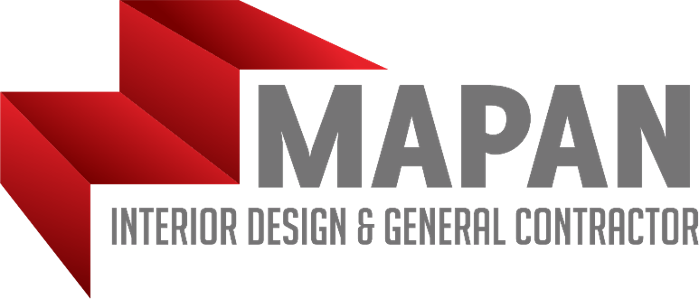 MAPAN
INTERIOR DESIGN & GENERAL CONTRACTOR